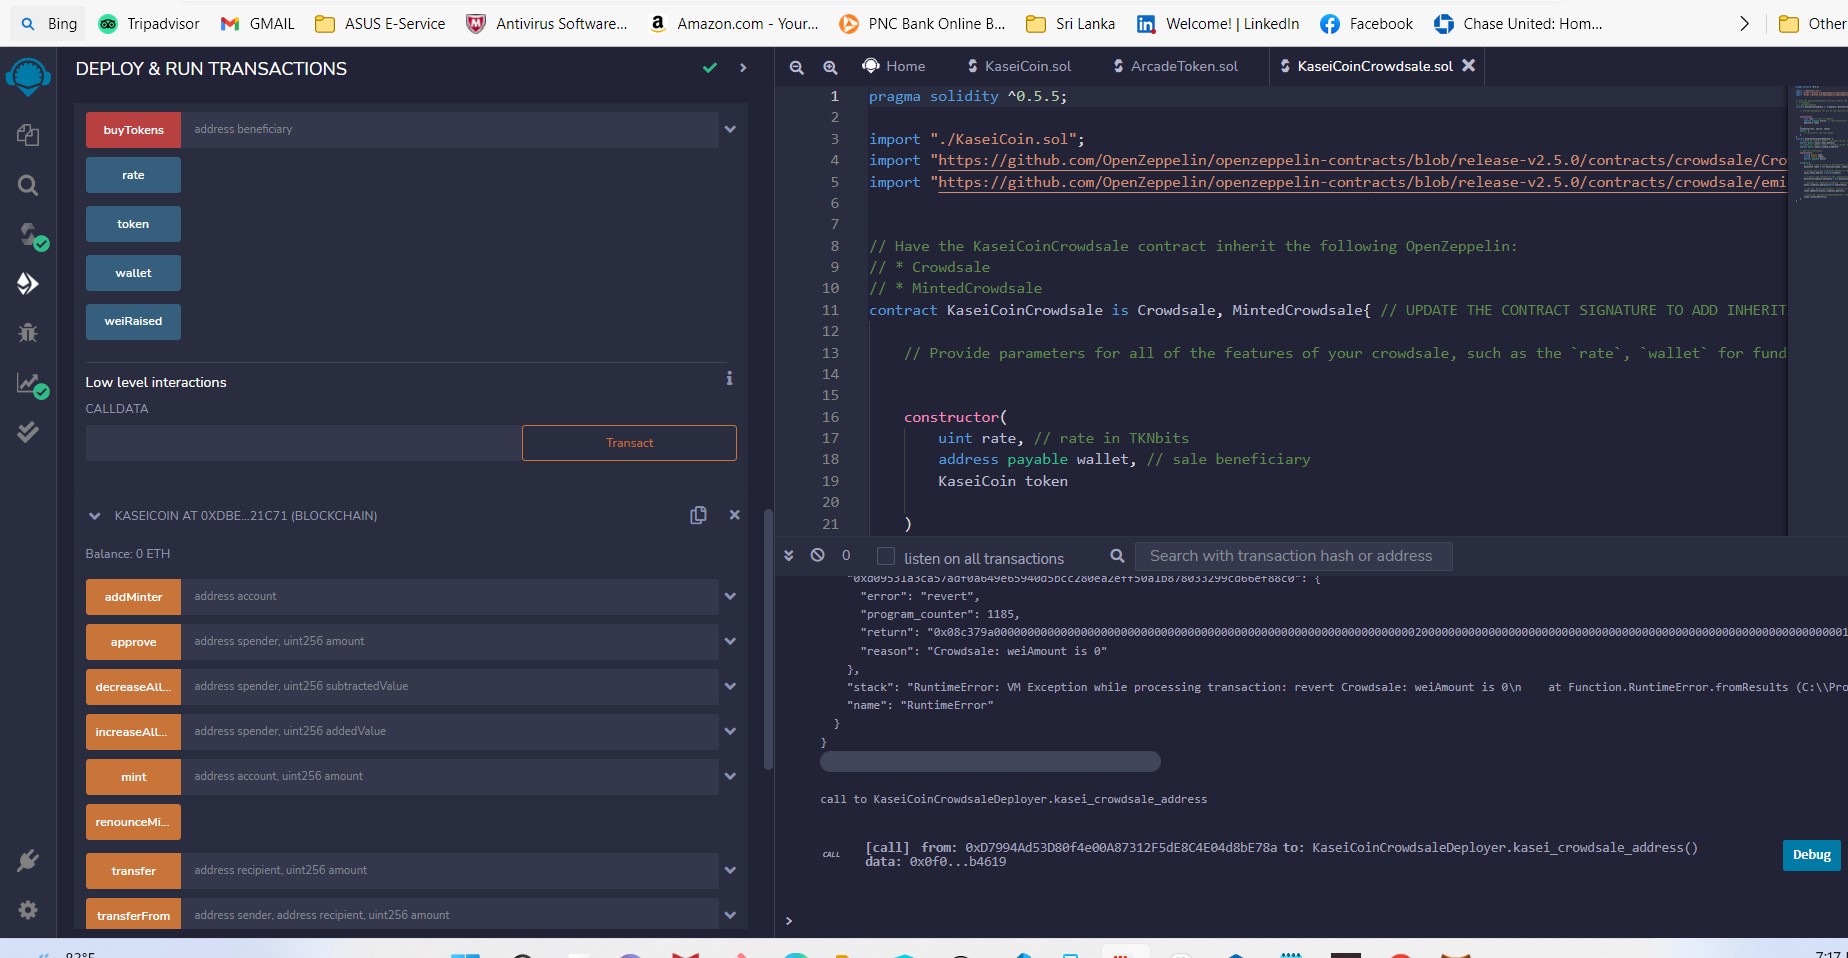 Bing
Tripadvisor
GMAIL
ASUS E-Service
Antivirus Software...
Amazon.com - Your...
PNC Bank Online B...
Sri Lanka
Welcome! | LinkedIn
Facebook
Chase United: Hom...
Other
DEPLOY & RUN TRANSACTIONS
buyTokens address beneficiary
rate
token
wallet
weiRaised
Low level interactions
CALLDATA
Transact
KASEICOIN AT 0XDBE...21C71 (BLOCKCHAIN)
Balance: 0 ETH
addMinter address account
approve address spender, uint256 amount
decreaseAll... address spender, uint256 subtractedValue
increaseAll... address spender, uint256 addedValue
mint address account, uint256 amount
renounceMi...
transfer address recipient, uint256 amount
transferFrom address sender, address recipient, uint256 amount
Home
KaseiCoin.sol
ArcadeToken.sol
KaseiCoinCrowdsale.sol
1 pragma solidity ^0.5.5;
2
3 import "./KaseiCoin.sol";
4 import "https://github.com/OpenZeppelin/openzeppelin-contracts/blob/release-v2.5.0/contracts/crowdsale/Cro
5 import "https://github.com/OpenZeppelin/openzeppelin-contracts/blob/release-v2.5.0/contracts/crowdsale/emi
6
7
8 // Have the KaseiCoinCrowdsale contract inherit the following OpenZeppelin:
9 // * Crowdsale
10 // * MintedCrowdsale
11 contract KaseiCoinCrowdsale is Crowdsale, MintedCrowdsale{ // UPDATE THE CONTRACT SIGNATURE TO ADD INHERIT
12
13 // Provide parameters for all of the features of your crowdsale, such as the `rate`, `wallet` for fund
14
15
16 constructor(
17 uint rate, // rate in TKNbits
18 address payable wallet, // sale beneficiary
19 KaseiCoin token
20
21 )
0 listen on all transactions
Search with transaction hash or address
"error": "revert",
"program_counter": 1185,
"return":
"reason": "Crowdsale: weiAmount is 0"
},
"stack": "RuntimeError: VM Exception while processing transaction: revert Crowdsale: weiAmount is 0\n at Function.RuntimeError.fromResults (C:\\Pro
"name": "RuntimeError"
}
}
call to KaseiCoinCrowdsaleDeployer.kasei_crowdsale_address
CALL [call] from: 0xD7994Ad53D80f4e00A87312F5dE8C4E04d8bE78a to: KaseiCoinCrowdsaleDeployer.kasei_crowdsale_address()
data: 0x0f0...b4619
Debug
>